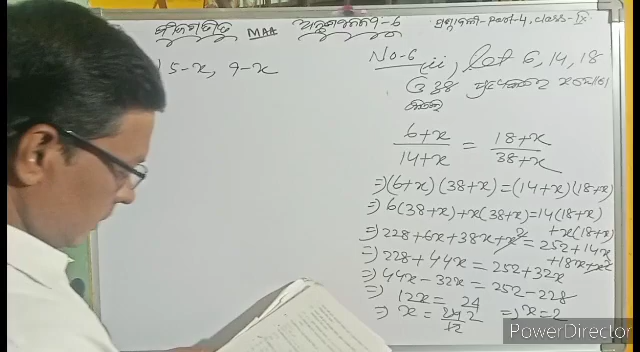 ବୀଜଗଣିତ MAA ଅନୁଶୀଳନୀ-6 ପ୍ରଶ୍ନାବଳୀ-Part-4, class-IX
5-x, 9-x
No-6 (ii) let 6, 14, 18
ଓ 38 ପ୍ରତ୍ୟେକରେ
(6+x)/(14+x) = (18+x)/(38+x)
⇒ (6+x)(38+x)=(14+x)(18+x)
⇒ 6(38+x)+x(38+x)=14(18+x)
+x(18+x)
⇒ 228+6x+38x+x² = 252+14x
+18x+x²
⇒ 228+44x = 252+32x
⇒ 44x-32x = 252-228
⇒ 12x = 24
⇒ x = 24/12 2 ⇒ x=2
PowerDirector